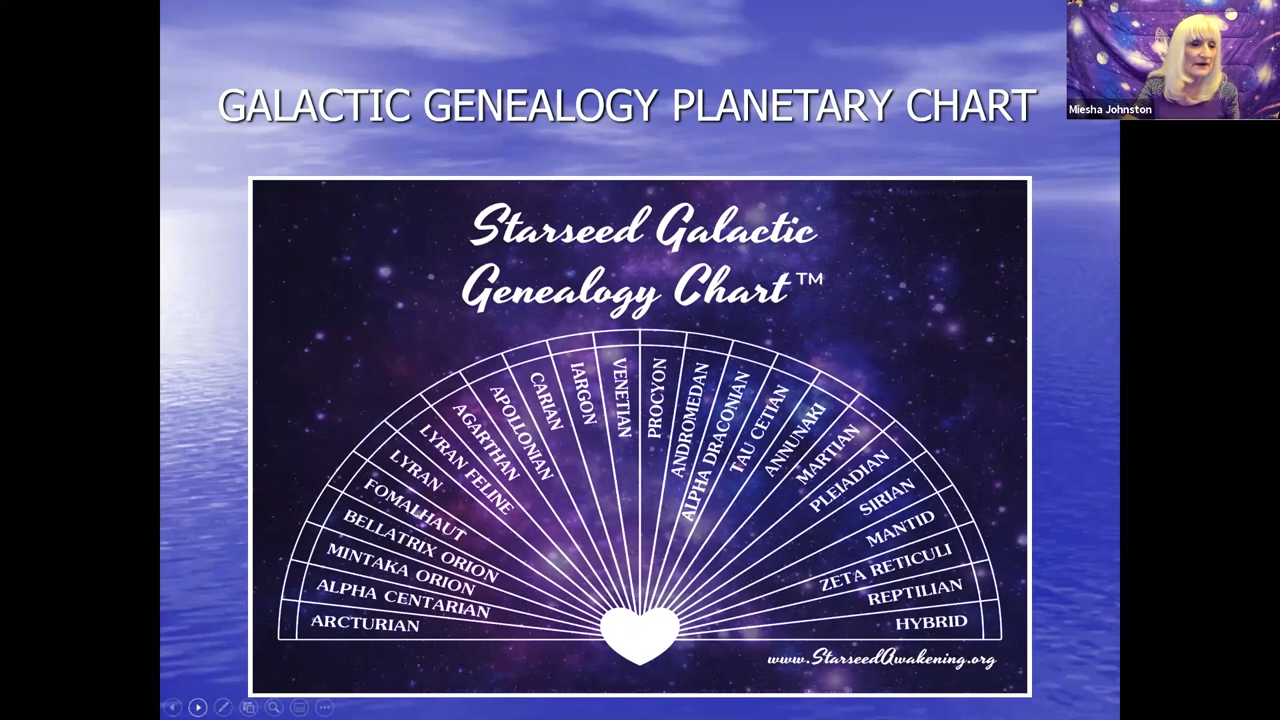 GALACTIC GENEALOGY PLANETARY CHART
Miesha Johnston
Starseed Galactic
Genealogy Chart™
ARCTURIAN
ALPHA CENTARIAN
MINTAKA ORION
BELLATRIX ORION
FOMALHAUT
LYRAN
LYRAN FELINE
AGARTHAN
APOLLONIAN
CARIAN
IARGON
VENETIAN
PROCYON
ANDROMEDAN
ALPHA DRACONIAN
TAU CETIAN
ANNUNAKI
MARTIAN
PLEIADIAN
SIRIAN
MANTID
ZETA RETICULI
REPTILIAN
HYBRID
www.StarseedAwakening.org